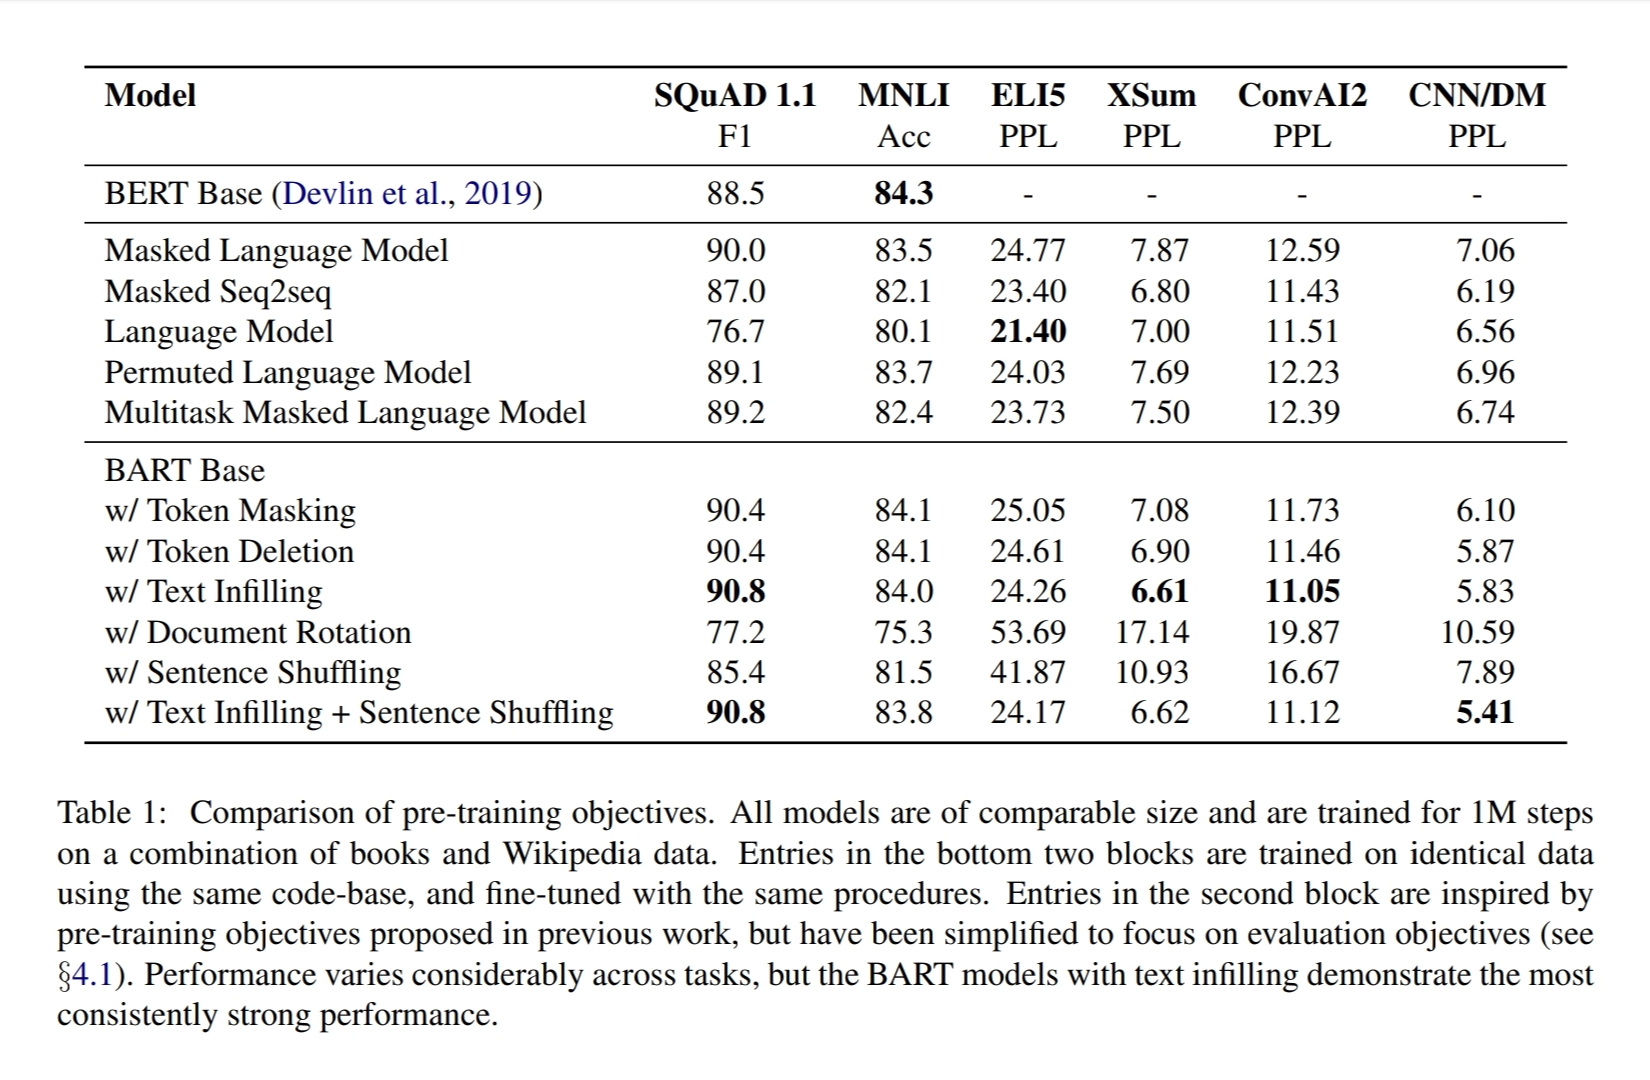 Model SQuAD 1.1 MNLI ELI5 XSum ConvAI2 CNN/DM
F1 Acc PPL PPL PPL PPL
BERT Base (Devlin et al., 2019) 88.5 84.3 - - - -
Masked Language Model 90.0 83.5 24.77 7.87 12.59 7.06
Masked Seq2seq 87.0 82.1 23.40 6.80 11.43 6.19
Language Model 76.7 80.1 21.40 7.00 11.51 6.56
Permuted Language Model 89.1 83.7 24.03 7.69 12.23 6.96
Multitask Masked Language Model 89.2 82.4 23.73 7.50 12.39 6.74
BART Base
w/ Token Masking 90.4 84.1 25.05 7.08 11.73 6.10
w/ Token Deletion 90.4 84.1 24.61 6.90 11.46 5.87
w/ Text Infilling 90.8 84.0 24.26 6.61 11.05 5.83
w/ Document Rotation 77.2 75.3 53.69 17.14 19.87 10.59
w/ Sentence Shuffling 85.4 81.5 41.87 10.93 16.67 7.89
w/ Text Infilling + Sentence Shuffling 90.8 83.8 24.17 6.62 11.12 5.41
Table 1: Comparison of pre-training objectives. All models are of comparable size and are trained for 1M steps
on a combination of books and Wikipedia data. Entries in the bottom two blocks are trained on identical data
using the same code-base, and fine-tuned with the same procedures. Entries in the second block are inspired by
pre-training objectives proposed in previous work, but have been simplified to focus on evaluation objectives (see
§4.1). Performance varies considerably across tasks, but the BART models with text infilling demonstrate the most
consistently strong performance.